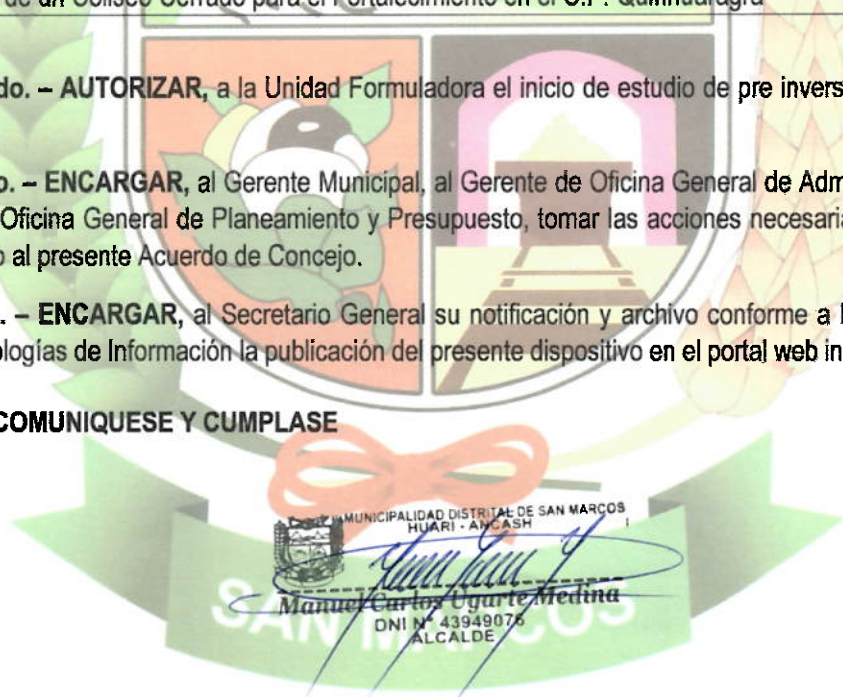 de un Coliseo Cerrado para el Fortalecimiento en el C.P. Quinhuaragra
do. – AUTORIZAR, a la Unidad Formuladora el inicio de estudio de pre invers
o. – ENCARGAR, al Gerente Municipal, al Gerente de Oficina General de Adm
Oficina General de Planeamiento y Presupuesto, tomar las acciones necesaria
o al presente Acuerdo de Concejo.
. – ENCARGAR, al Secretario General su notificación y archivo conforme a l
ologías de Información la publicación del presente dispositivo en el portal web in
COMUNIQUESE Y CUMPLASE
MUNICIPALIDAD DISTRITAL DE SAN MARCOS
HUARI - ANCASH
Manuel Carlos Ugarte Medina
DNI N° 43949076
ALCALDE
SAN MARCOS